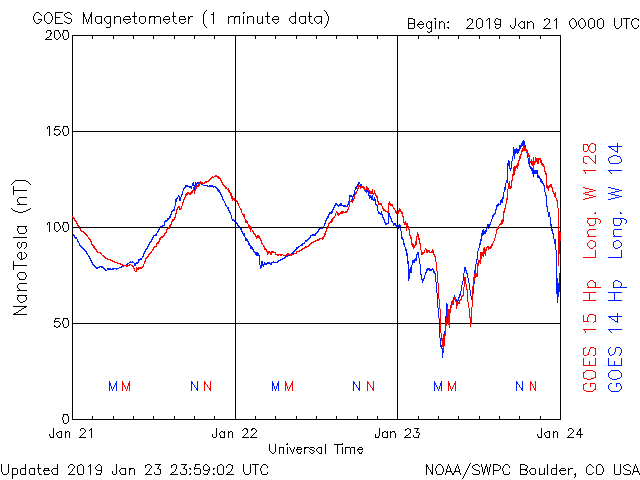 GOES Magnetometer (1 minute data)
Begin: 2019 Jan 21 0000 UTC
200
150
100
50
0
NanoTesla (nT)
M M N N M M N N M M N N
Jan 21 Jan 22 Jan 23 Jan 24
Universal Time
GOES 15 Hp Long. W 128
GOES 14 Hp Long. W 104
Updated 2019 Jan 23 23:59:02 UTC
NOAA/SWPC Boulder, CO USA